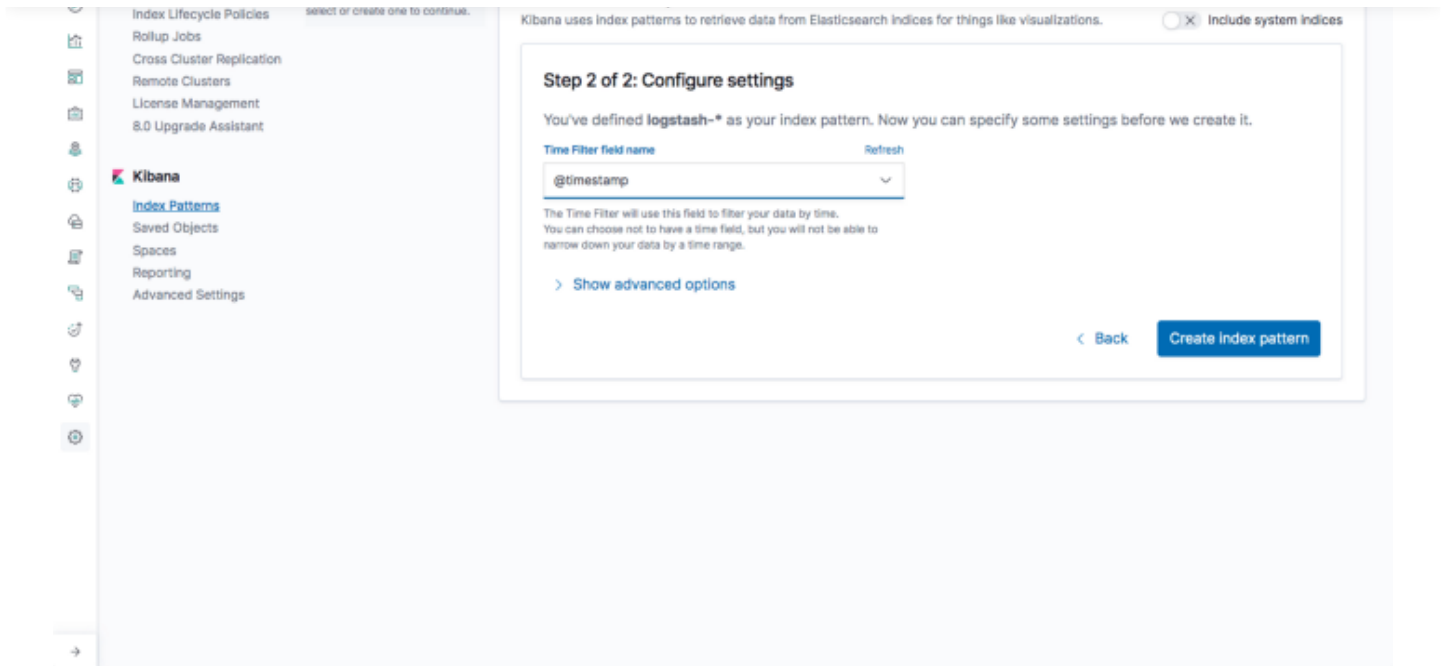 Index Lifecycle Policies
Rollup Jobs
Cross Cluster Replication
Remote Clusters
License Management
8.0 Upgrade Assistant
Kibana
Index Patterns
Saved Objects
Spaces
Reporting
Advanced Settings
select or create one to continue.
Kibana uses index patterns to retrieve data from Elasticsearch indices for things like visualizations.
Include system indices
Step 2 of 2: Configure settings
You've defined logstash-* as your index pattern. Now you can specify some settings before we create it.
Time Filter field name
Refresh
@timestamp
The Time Filter will use this field to filter your data by time.
You can choose not to have a time field, but you will not be able to
narrow down your data by a time range.
Show advanced options
Back
Create index pattern